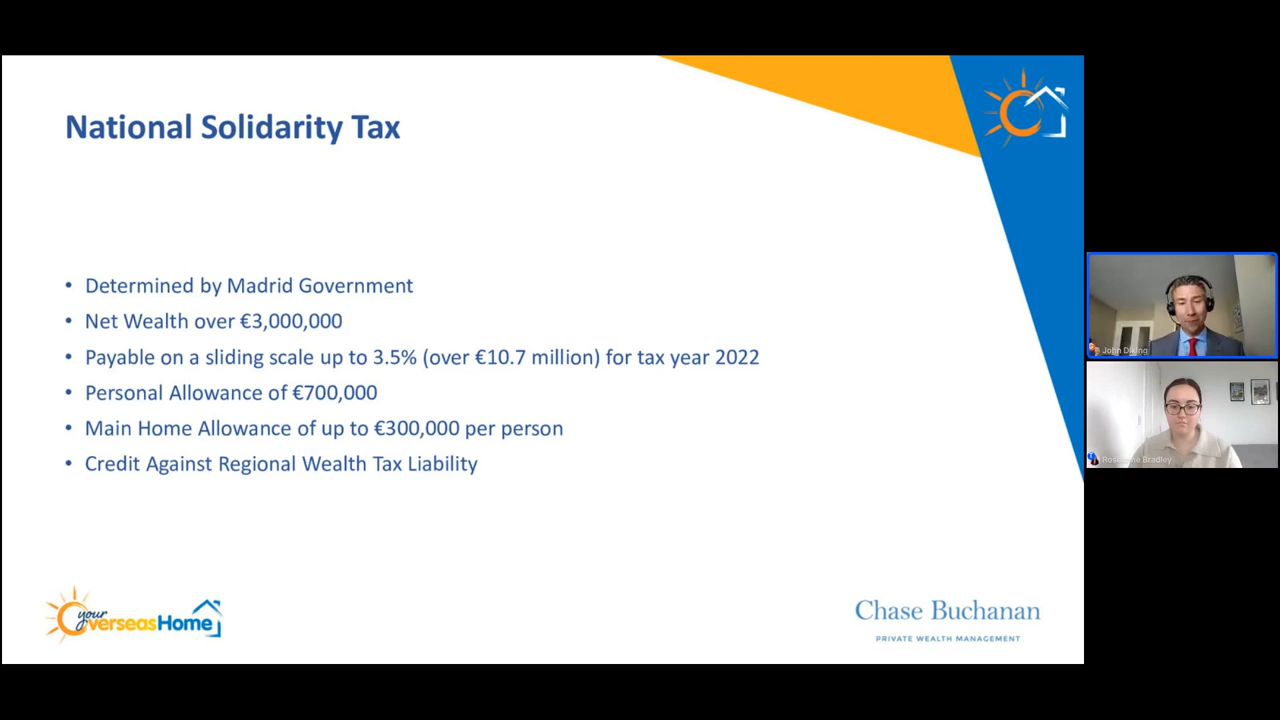 National Solidarity Tax
• Determined by Madrid Government
• Net Wealth over €3,000,000
• Payable on a sliding scale up to 3.5% (over €10.7 million) for tax year 2022
• Personal Allowance of €700,000
• Main Home Allowance of up to €300,000 per person
• Credit Against Regional Wealth Tax Liability
your
OverseasHome
Chase Buchanan
PRIVATE WEALTH MANAGEMENT
John
Bradley